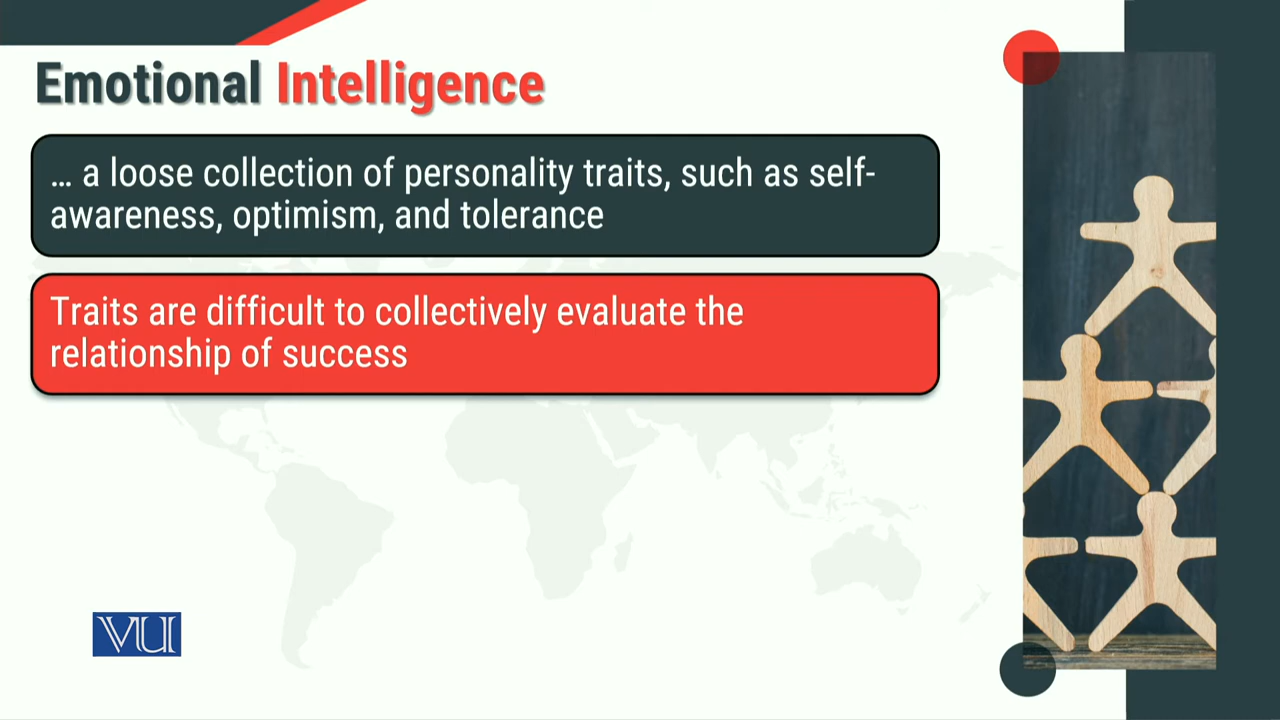 Emotional Intelligence
... a loose collection of personality traits, such as self-
awareness, optimism, and tolerance
Traits are difficult to collectively evaluate the
relationship of success
VU